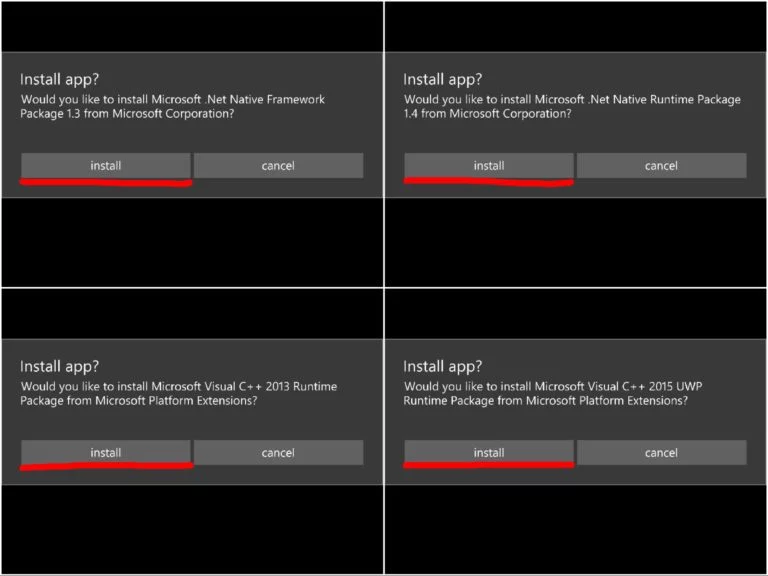 Install app?
Would you like to install Microsoft .Net Native Framework
Package 1.3 from Microsoft Corporation?
install
cancel
Install app?
Would you like to install Microsoft .Net Native Runtime Package
1.4 from Microsoft Corporation?
install
cancel
Install app?
Would you like to install Microsoft Visual C++ 2013 Runtime
Package from Microsoft Platform Extensions?
install
cancel
Install app?
Would you like to install Microsoft Visual C++ 2015 UWP
Runtime Package from Microsoft Platform Extensions?
install
cancel